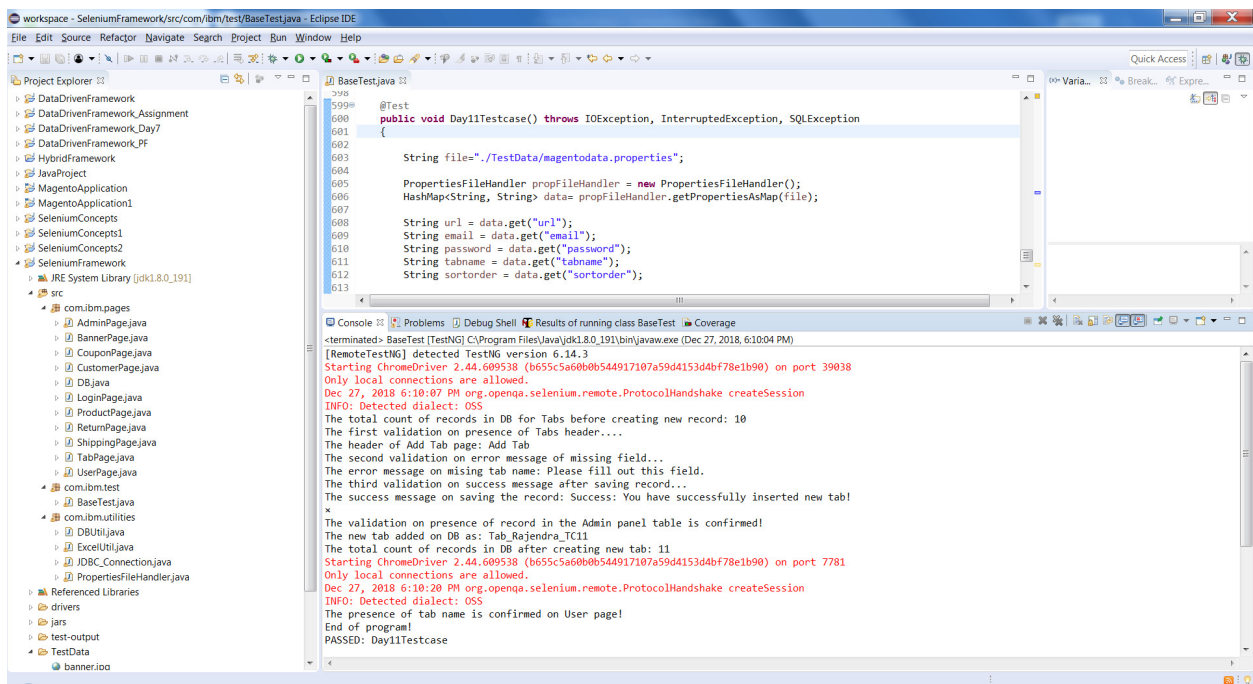 workspace - SeleniumFramework/src/com/ibm/test/BaseTest.java - Eclipse IDE
File Edit Source Refactor Navigate Search Project Run Window Help
Quick Access
Project Explorer
DataDrivenFramework
DataDrivenFramework_Assignment
DataDrivenFramework_Day7
DataDrivenFramework_PF
HybridFramework
JavaProject
MagentoApplication
MagentoApplication1
SeleniumConcepts
SeleniumConcepts1
SeleniumConcepts2
SeleniumFramework
JRE System Library [jdk1.8.0_191]
src
com.ibm.pages
AdminPage.java
BannerPage.java
CouponPage.java
CustomerPage.java
DB.java
LoginPage.java
ProductPage.java
ReturnPage.java
ShippingPage.java
TabPage.java
UserPage.java
com.ibm.test
BaseTest.java
com.ibm.utilities
DBUtil.java
ExcelUtil.java
JDBC_Connection.java
PropertiesFileHandler.java
Referenced Libraries
drivers
jars
test-output
TestData
banner.jpg
BaseTest.java
598
599 @Test
600 public void Day11Testcase() throws IOException, InterruptedException, SQLException
601 {
602
603 String file="./TestData/magentodata.properties";
604
605 PropertiesFileHandler propFileHandler = new PropertiesFileHandler();
606 HashMap<String, String> data= propFileHandler.getPropertiesAsMap(file);
607
608 String url = data.get("url");
609 String email = data.get("email");
610 String password = data.get("password");
611 String tabname = data.get("tabname");
612 String sortorder = data.get("sortorder");
613
Varia... Break... Expre...
Console Problems Debug Shell Results of running class BaseTest Coverage
<terminated> BaseTest [TestNG] C:\Program Files\Java\jdk1.8.0_191\bin\javaw.exe (Dec 27, 2018, 6:10:04 PM)
[RemoteTestNG] detected TestNG version 6.14.3
Starting ChromeDriver 2.44.609538 (b655c5a60b0b544917107a59d4153d4bf78e1b90) on port 39038
Only local connections are allowed.
Dec 27, 2018 6:10:07 PM org.openqa.selenium.remote.ProtocolHandshake createSession
INFO: Detected dialect: OSS
The total count of records in DB for Tabs before creating new record: 10
The first validation on presence of Tabs header....
The header of Add Tab page: Add Tab
The second validation on error message of missing field...
The error message on mising tab name: Please fill out this field.
The third validation on success message after saving record...
The success message on saving the record: Success: You have successfully inserted new tab!
×
The validation on presence of record in the Admin panel table is confirmed!
The new tab added on DB as: Tab_Rajendra_TC11
The total count of records in DB after creating new tab: 11
Starting ChromeDriver 2.44.609538 (b655c5a60b0b544917107a59d4153d4bf78e1b90) on port 7781
Only local connections are allowed.
Dec 27, 2018 6:10:20 PM org.openqa.selenium.remote.ProtocolHandshake createSession
INFO: Detected dialect: OSS
The presence of tab name is confirmed on User page!
End of program!
PASSED: Day11Testcase